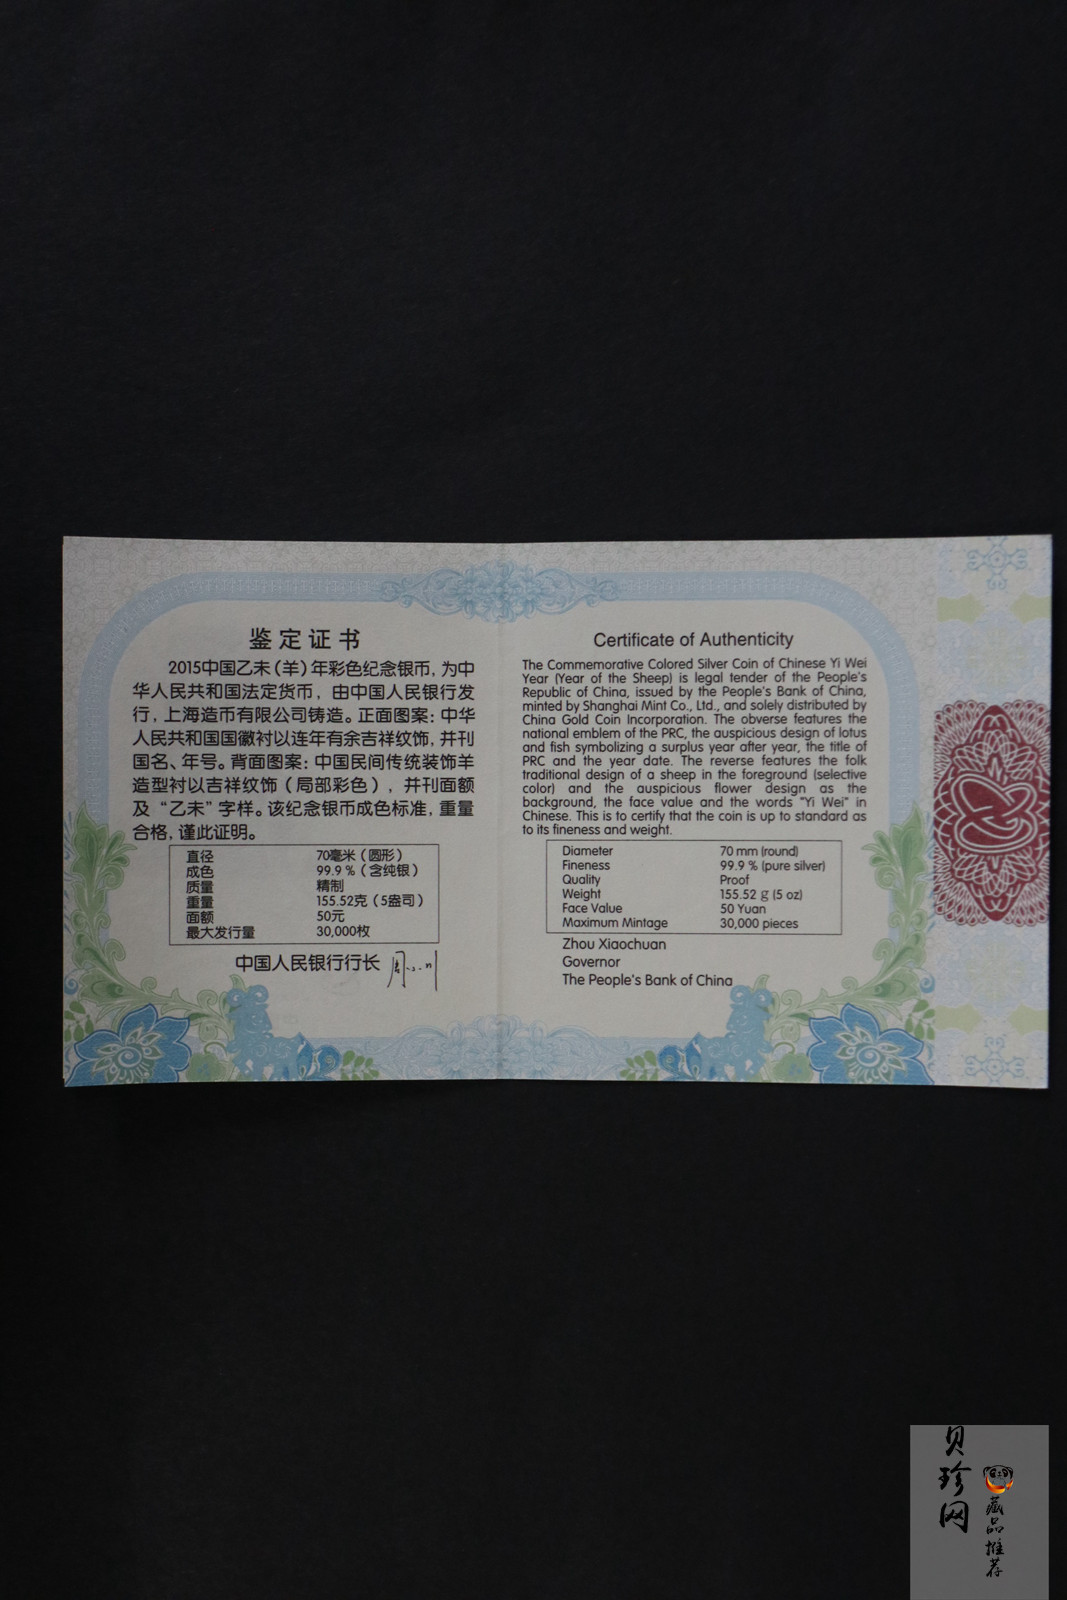 鉴定证书
2015中国乙未（羊）年彩色纪念银币，为中
华人民共和国法定货币，由中国人民银行发
行，上海造币有限公司铸造。正面图案：中华
人民共和国国徽衬以连年有余吉祥纹饰，并刊
国名、年号。背面图案：中国民间传统装饰羊
造型衬以吉祥纹饰（局部彩色），并刊面额
及“乙未”字样。该纪念银币成色标准，重量
合格，谨此证明。
直径 70毫米（圆形）
成色 99.9％（含纯银）
质量 精制
重量 155.52克（5盎司）
面额 50元
最大发行量 30,000枚
中国人民银行行长
Certificate of Authenticity
The Commemorative Colored Silver Coin of Chinese Yi Wei
Year (Year of the Sheep) is legal tender of the People's
Republic of China, issued by the People's Bank of China,
minted by Shanghai Mint Co., Ltd., and solely distributed by
China Gold Coin Incorporation. The obverse features the
national emblem of the PRC, the auspicious design of lotus
and fish symbolizing a surplus year after year, the title of
PRC and the year date. The reverse features the folk
traditional design of a sheep in the foreground (selective
color) and the auspicious flower design as the
background, the face value and the words "Yi Wei" in
Chinese. This is to certify that the coin is up to standard as
to its fineness and weight.
Diameter 70 mm (round)
Fineness 99.9 % (pure silver)
Quality Proof
Weight 155.52 g (5 oz)
Face Value 50 Yuan
Maximum Mintage 30,000 pieces
Zhou Xiaochuan
Governor
The People's Bank of China
贝珍网
藏品推荐